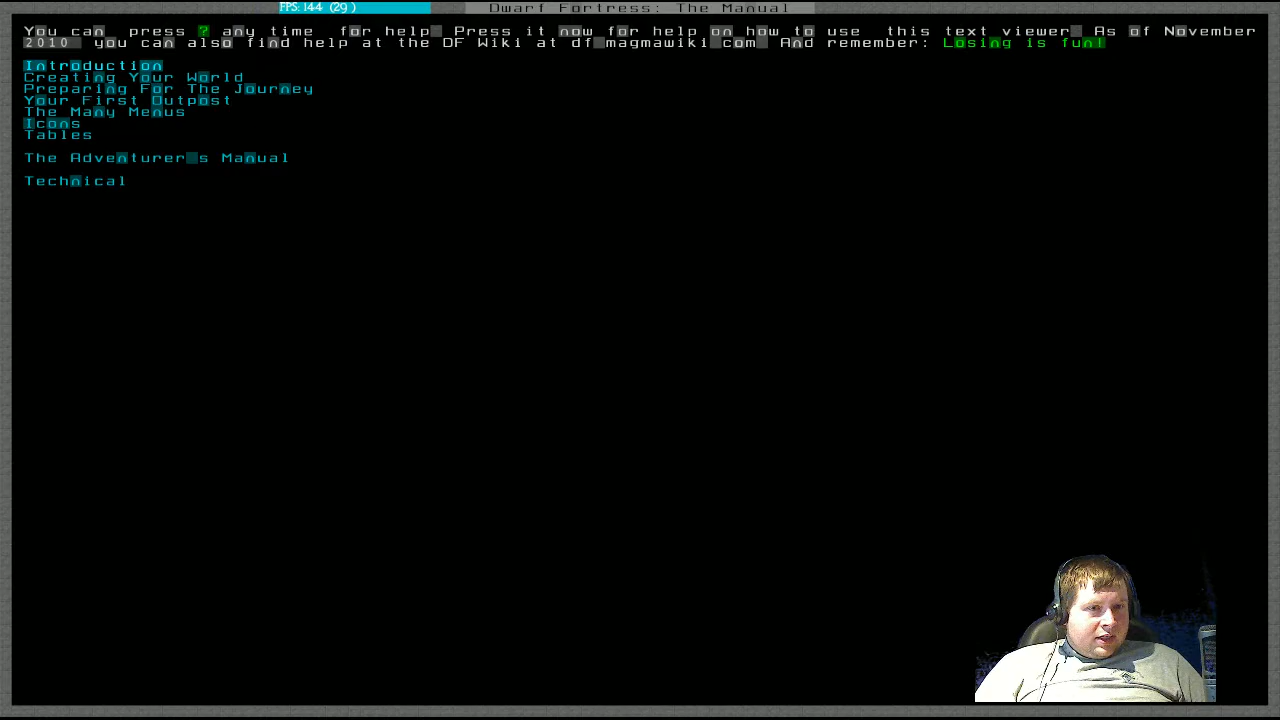 FPS: 144 (29 )
Dwarf Fortress: The Manual
You can press ? any time for help Press it now for help on how to use this text viewer As of November
2010 you can also find help at the DF Wiki at df magmawiki com And remember: Losing is fun!
Introduction
Creating Your World
Preparing For The Journey
Your First Outpost
The Many Menus
Icons
Tables
The Adventurer s Manual
Technical